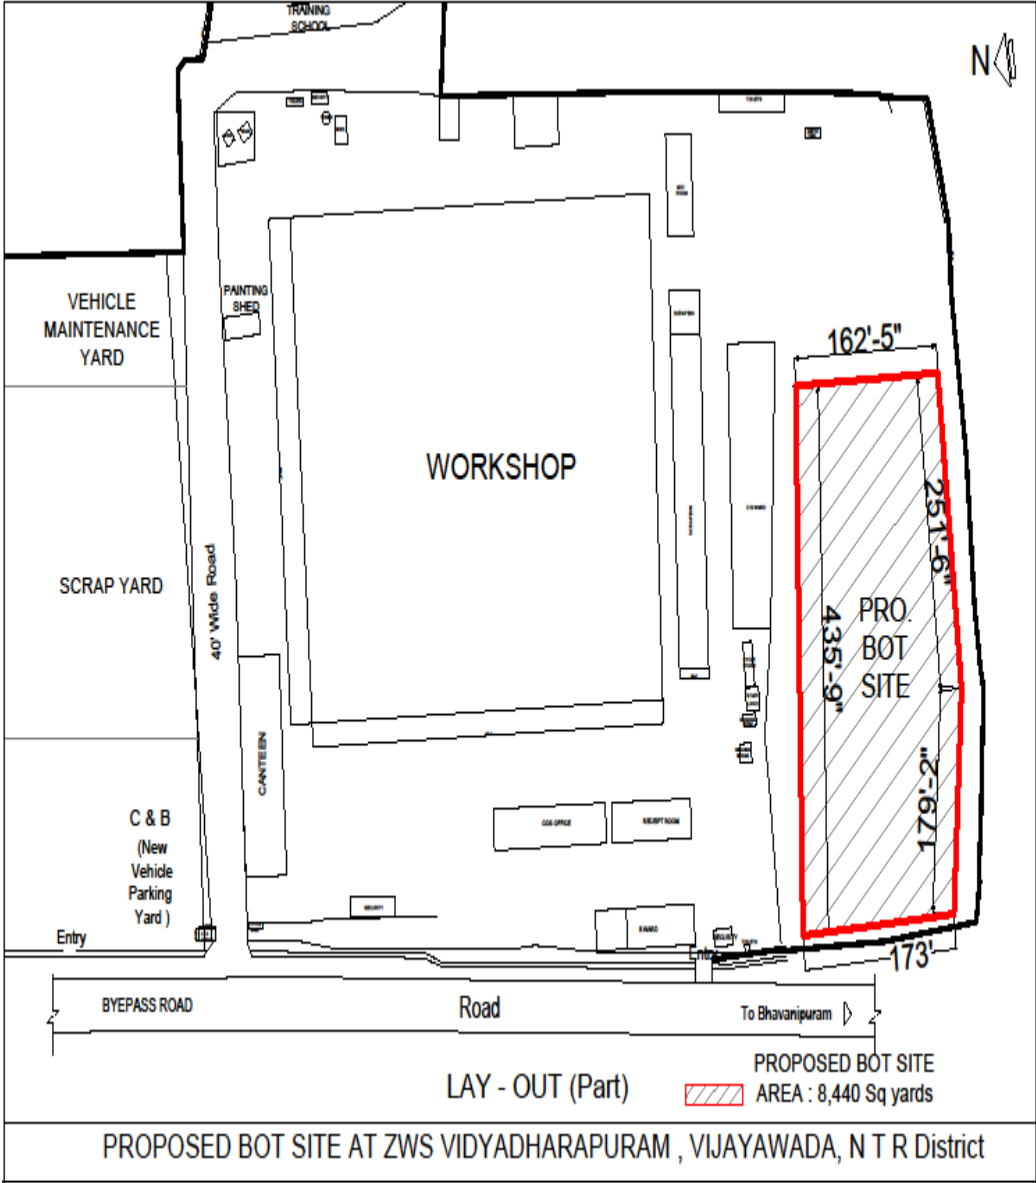 TRAINING
SCHOOL
N
VEHICLE
MAINTENANCE
YARD
PAINTING
SHED
162'-5"
WORKSHOP
251'-6"
SCRAP YARD
40' Wide Road
PRO.
BOT
SITE
435'-9"
CANTEEN
179'-2"
C & B
(New
Vehicle
Parking
Yard )
RECEIPT ROOM
SECURITY
SECURITY
Entry
Entry
173'
BYEPASS ROAD
Road
To Bhavanipuram
LAY - OUT (Part)
PROPOSED BOT SITE
AREA : 8,440 Sq yards
PROPOSED BOT SITE AT ZWS VIDYADHARAPURAM , VIJAYAWADA, N T R District